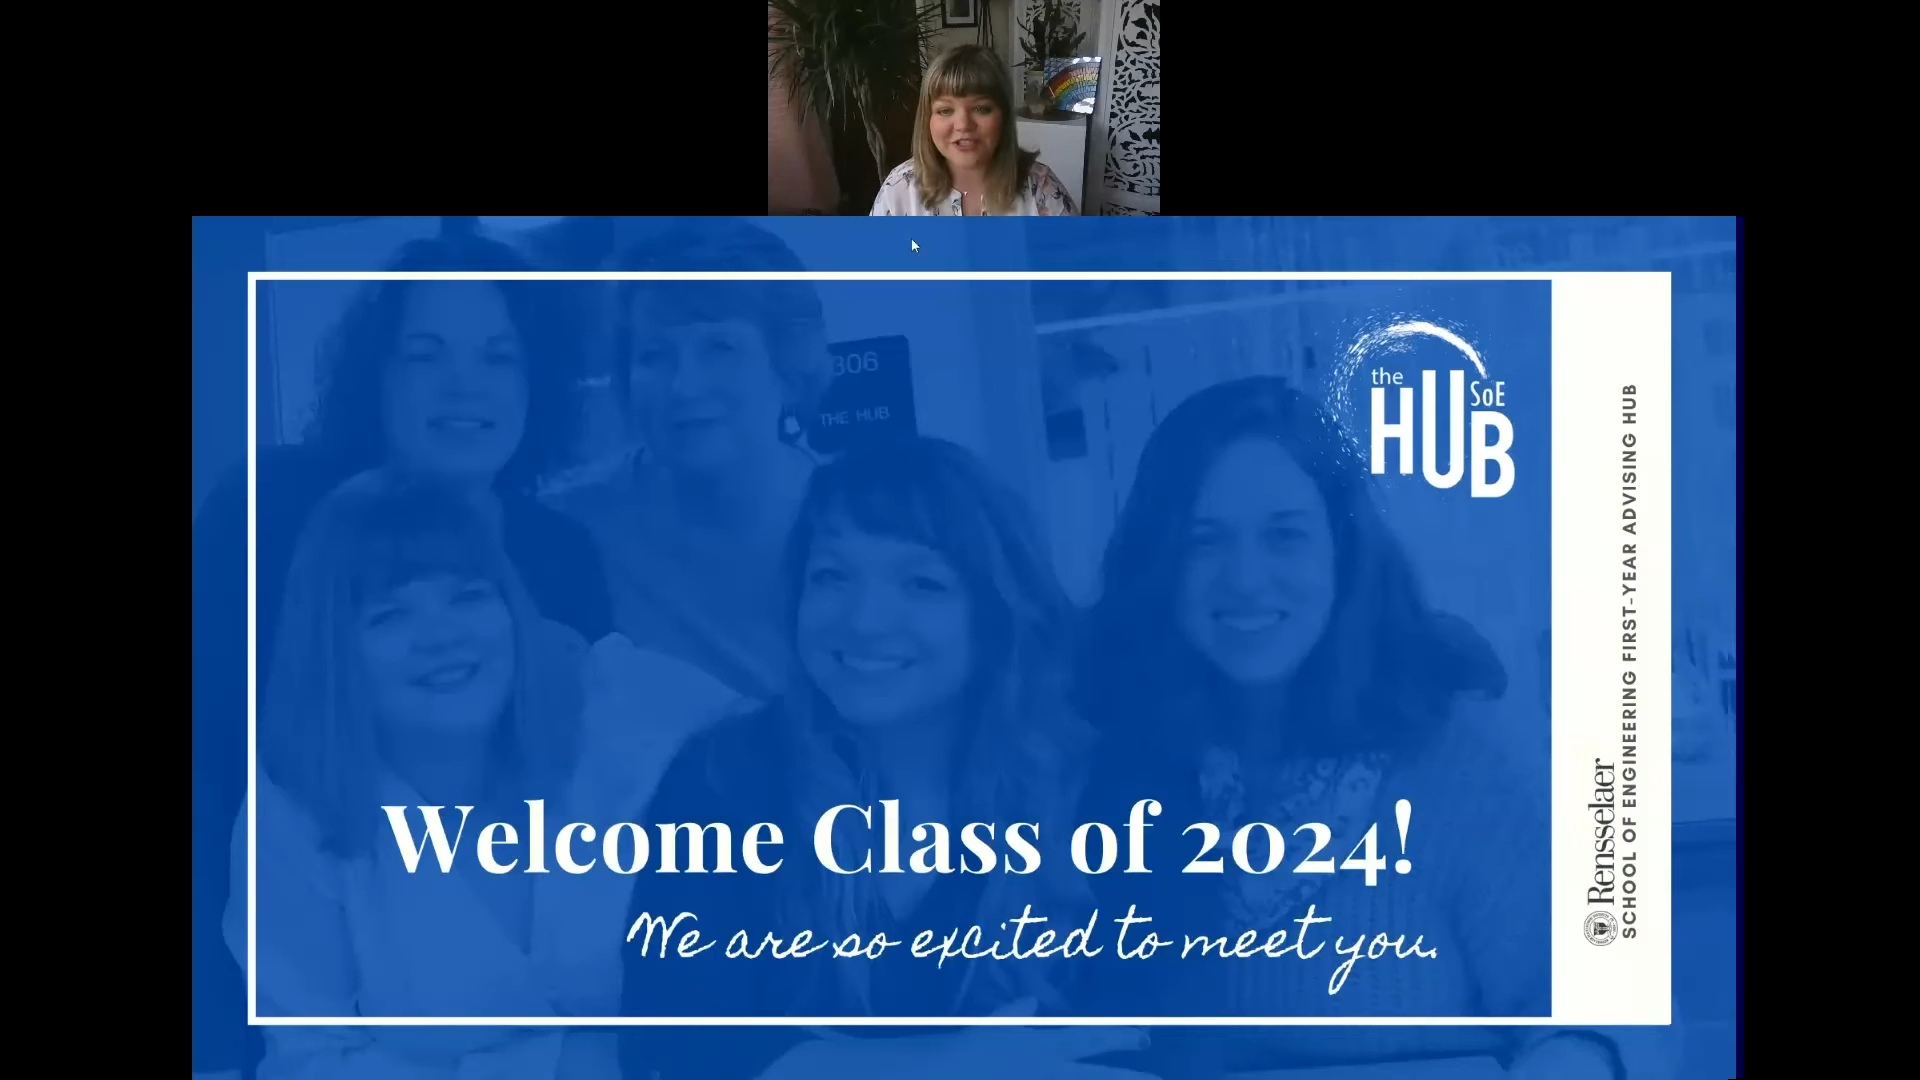 306
THE HUB
the
HUB
SoE
Welcome Class of 2024!
We are so excited to meet you.
Rensselaer
SCHOOL OF ENGINEERING FIRST-YEAR ADVISING HUB